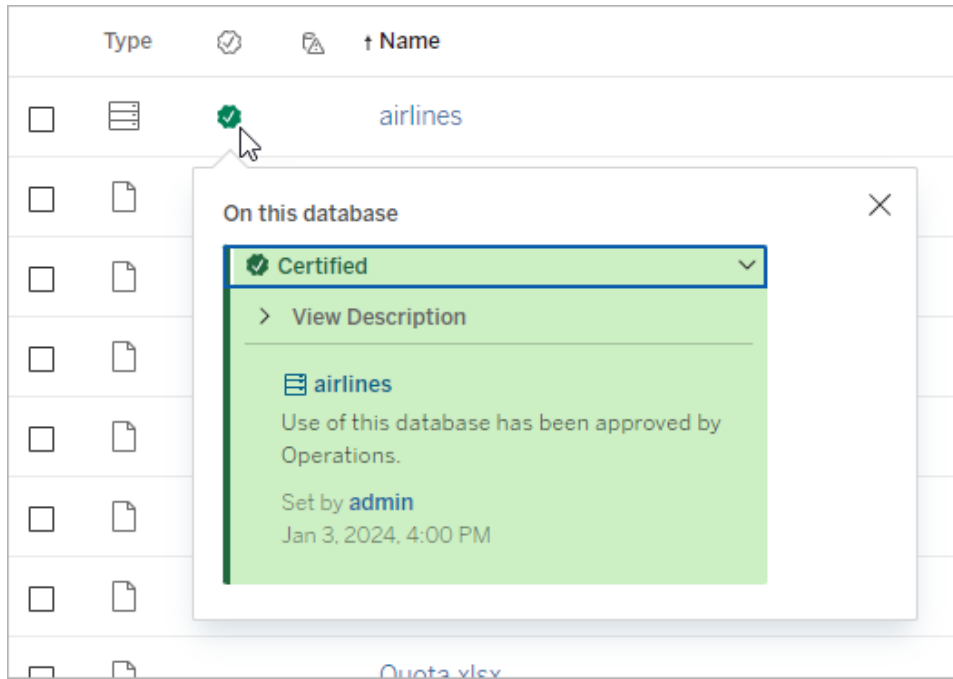 Type
↑ Name
airlines
On this database
Certified
View Description
airlines
Use of this database has been approved by
Operations.
Set by admin
Jan 3, 2024, 4:00 PM
Quota.xlsx